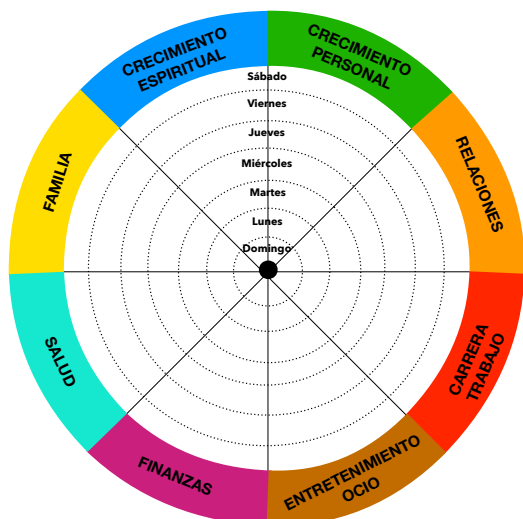 CRECIMIENTO
ESPIRITUAL
CRECIMIENTO
PERSONAL
RELACIONES
CARRERA
TRABAJO
ENTRETENIMIENTO
OCIO
FINANZAS
SALUD
FAMILIA
Sábado
Viernes
Jueves
Miércoles
Martes
Lunes
Domingo